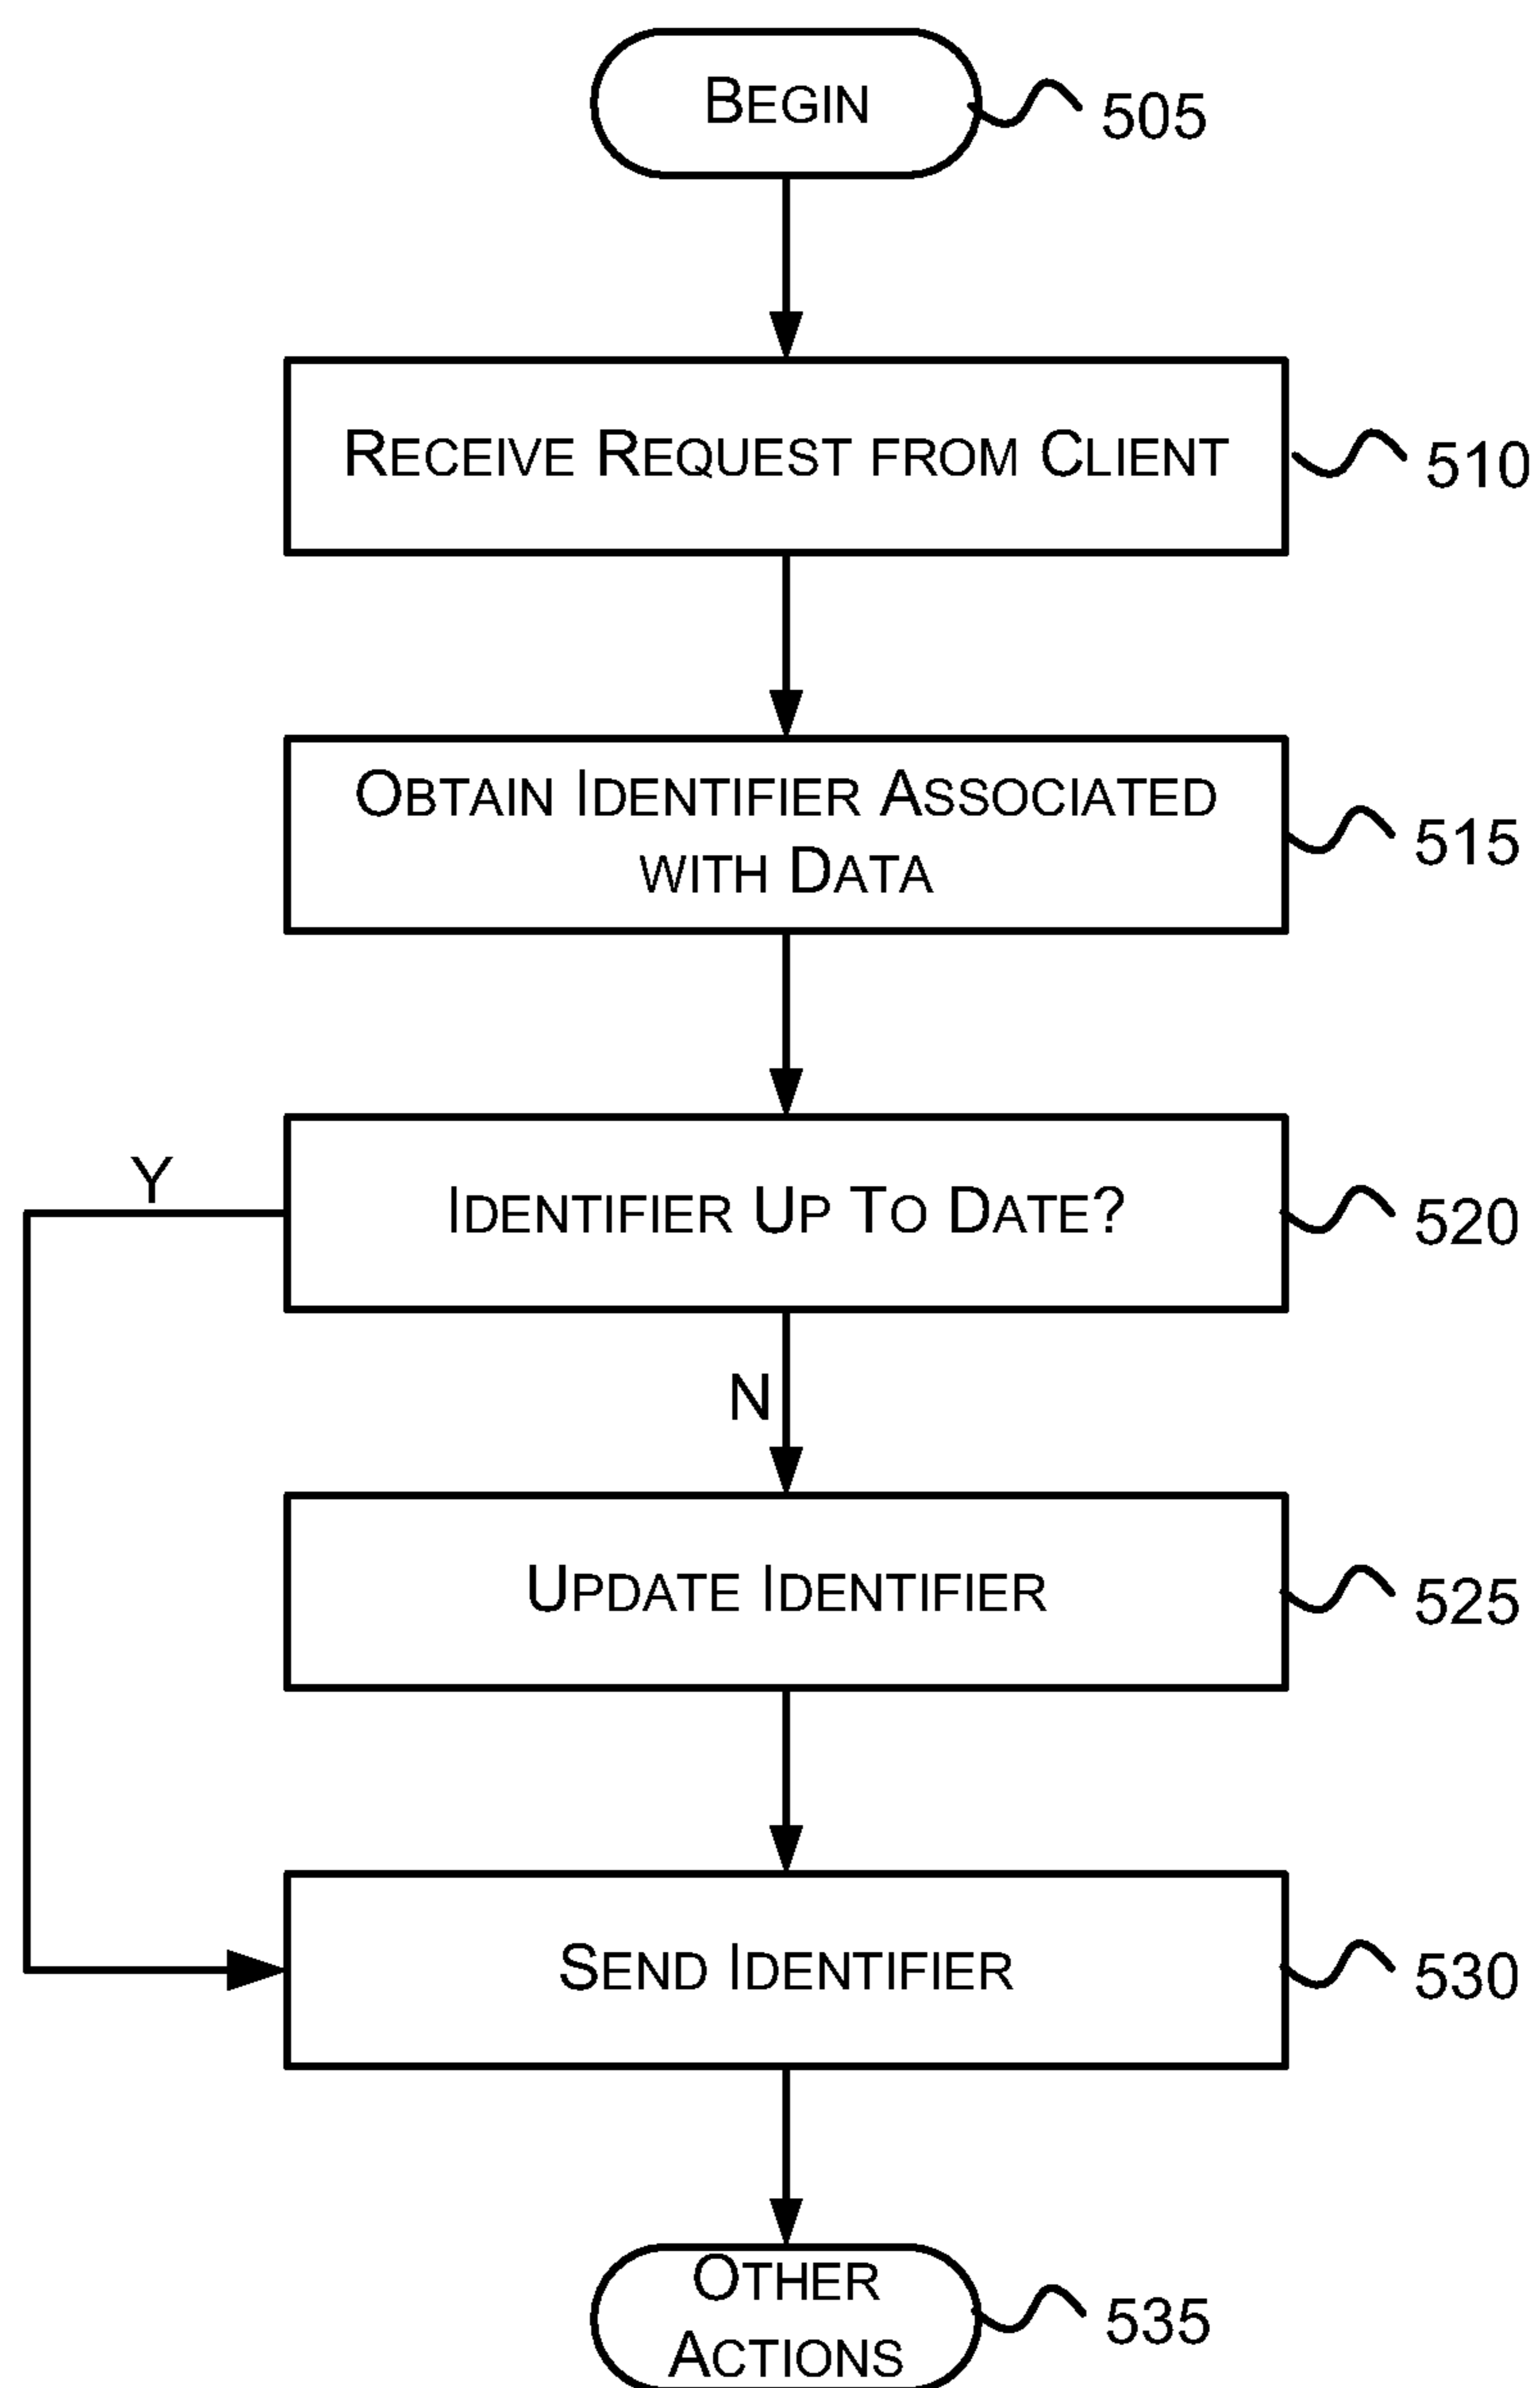 BEGIN
505
RECEIVE REQUEST FROM CLIENT
510
OBTAIN IDENTIFIER ASSOCIATED
WITH DATA
515
Y
IDENTIFIER UP TO DATE?
520
N
UPDATE IDENTIFIER
525
SEND IDENTIFIER
530
OTHER
ACTIONS
535